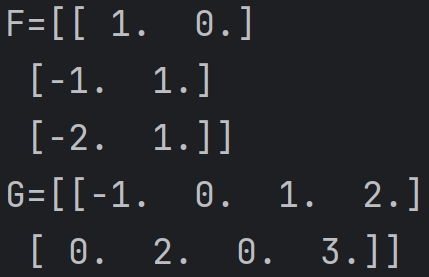 F=[[ 1.  0.]
 [-1.  1.]
 [-2.  1.]]
G=[[-1.  0.  1.  2.]
 [ 0.  2.  0.  3.]]